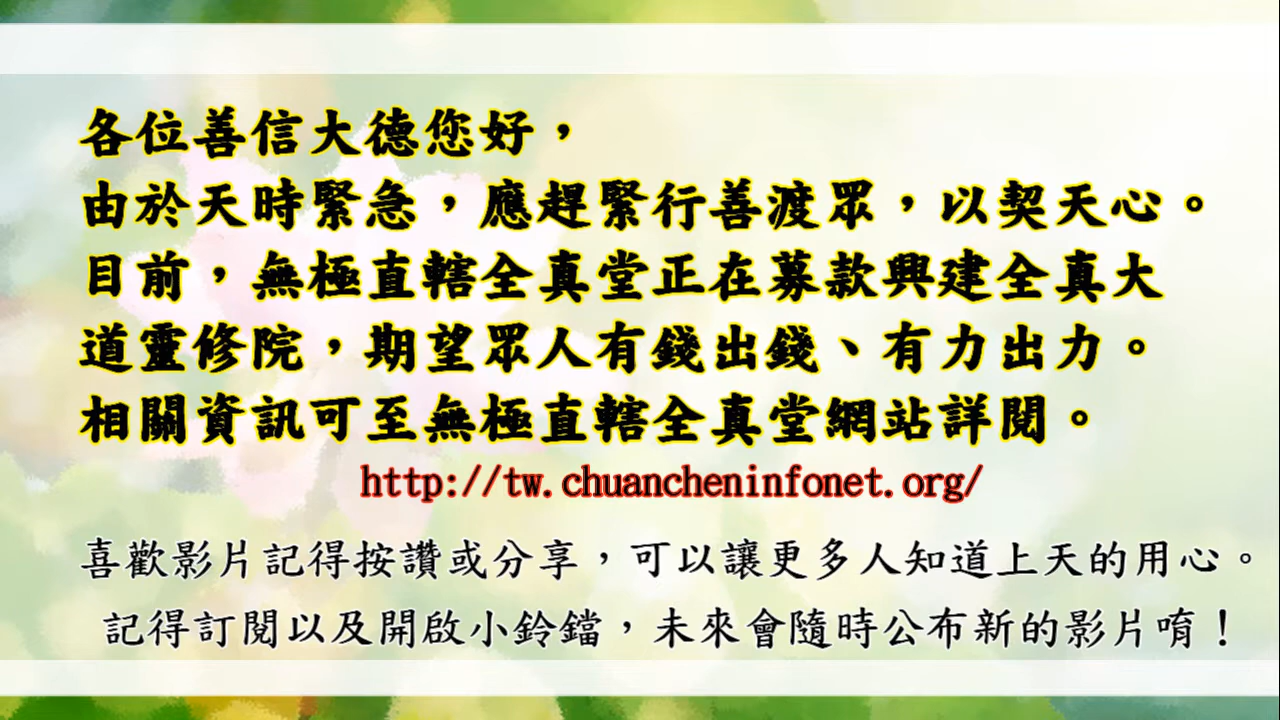 各位善信大德您好，
由於天時緊急，應趕緊行善渡眾，以契天心。
目前，無極直轄全真堂正在募款興建全真大
道靈修院，期望眾人有錢出錢、有力出力。
相關資訊可至無極直轄全真堂網站詳閱。
http://tw.chuancheninfonet.org/
喜歡影片記得按讚或分享，可以讓更多人知道上天的用心。
記得訂閱以及開啟小鈴鐺，未來會隨時公布新的影片唷！